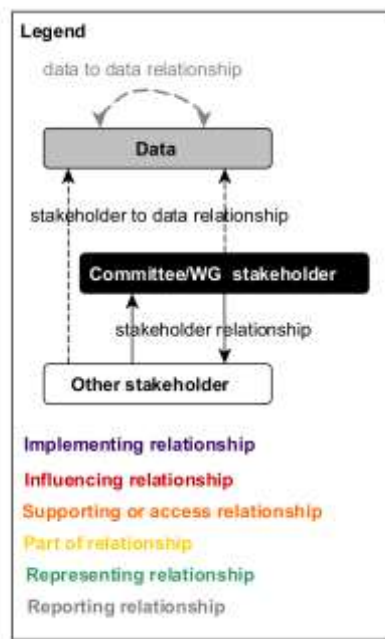 Legend
data to data relationship
Data
stakeholder to data relationship
Committee/WG stakeholder
stakeholder relationship
Other stakeholder
Implementing relationship
Influencing relationship
Supporting or access relationship
Part of relationship
Representing relationship
Reporting relationship